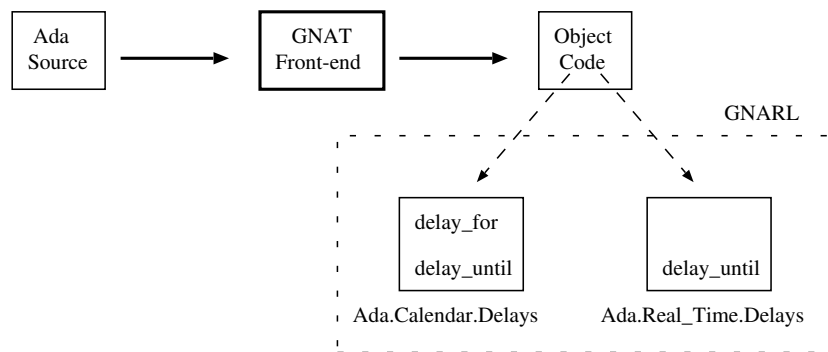 Ada
Source
GNAT
Front-end
Object
Code
GNARL
delay_for
delay_until
delay_until
Ada.Calendar.Delays
Ada.Real_Time.Delays